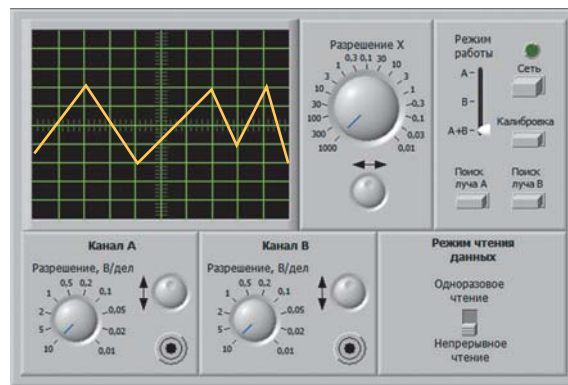 Разрешение X
1000
300
100
30
10
3
1
0,3
0,1
30
10
3
1
0,3
0,1
0,03
0,01
Режим
работы
A
B
A+B
Сеть
Калибровка
Поиск
луча A
Поиск
луча B
Канал A
Разрешение, В/дел
10
5
2
1
0,5
0,2
0,1
0,05
0,02
0,01
Канал B
Разрешение, В/дел
10
5
2
1
0,5
0,2
0,1
0,05
0,02
0,01
Режим чтения
данных
Одноразовое
чтение
Непрерывное
чтение